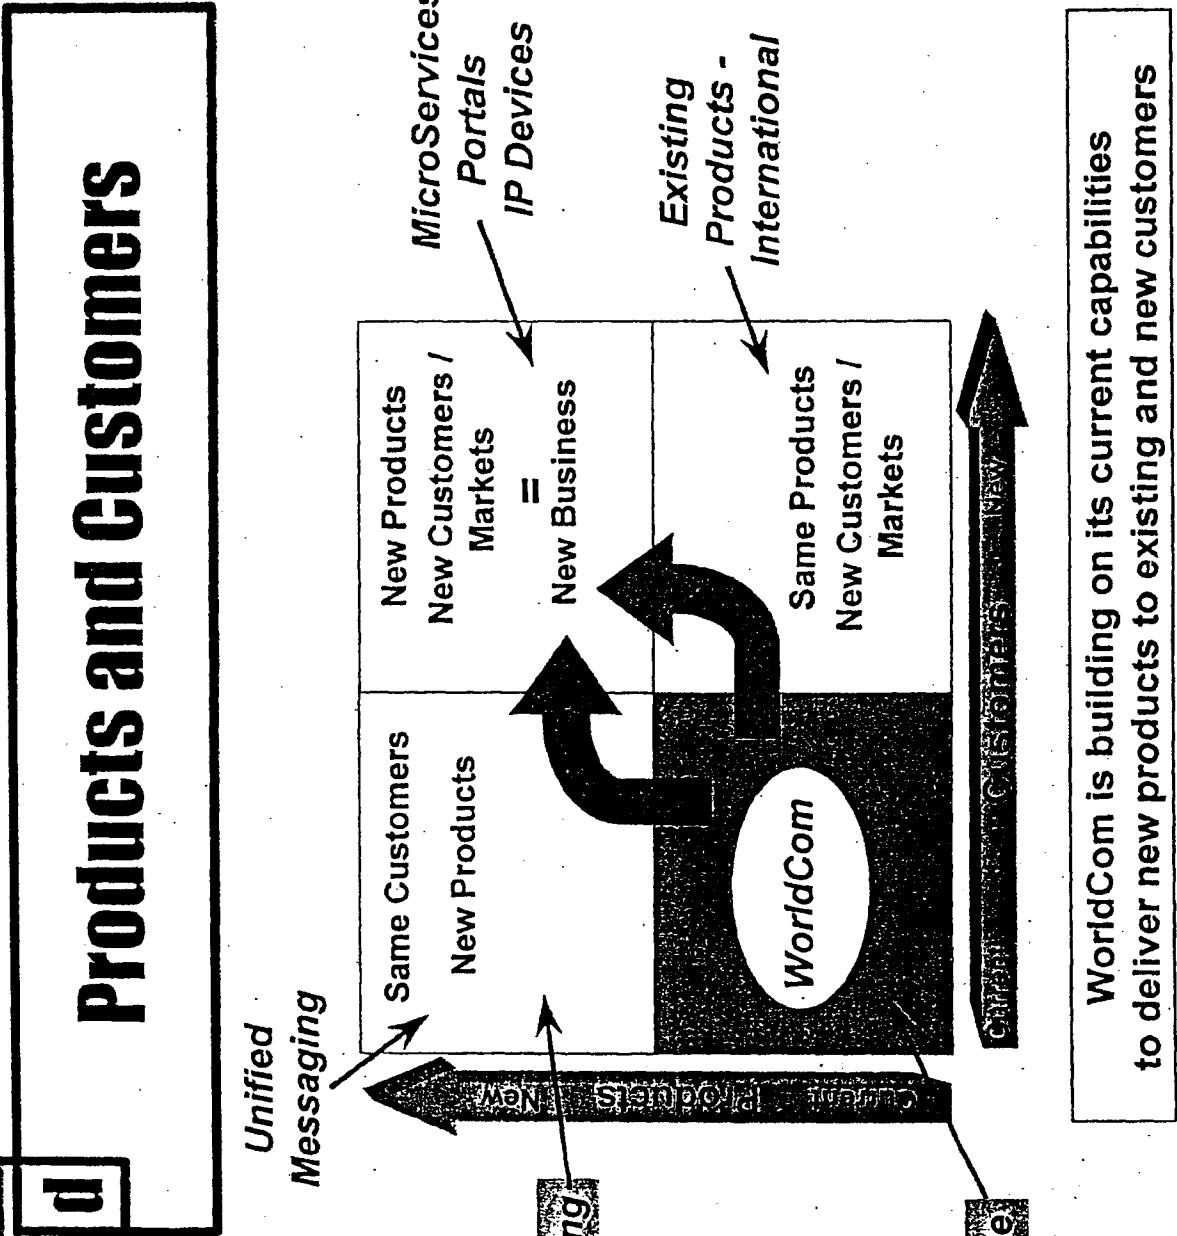 d
Products and Customers
Unified
Messaging
MicroServices
Portals
IP Devices
Same Customers
New Products
New Products
New Customers /
Markets
=
New Business
Existing
Products -
International
ng
WorldCom
Same Products
New Customers /
Markets
e
Current Products New
Current Customers New
WorldCom is building on its current capabilities
to deliver new products to existing and new customers